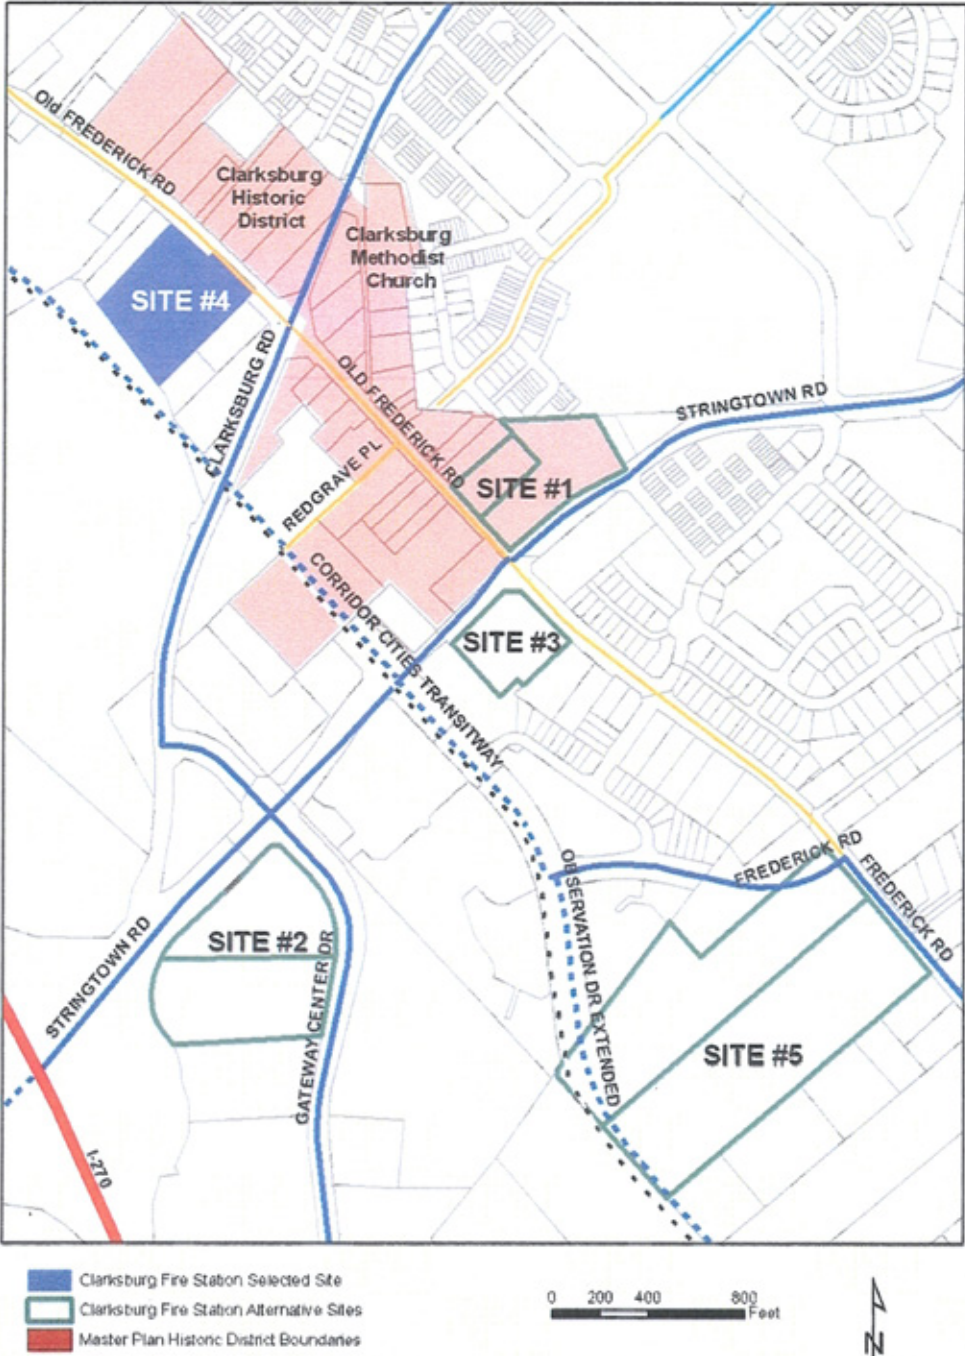 Old FREDERICK RD
Clarksburg
Historic
District
Clarksburg
Methodist
Church
SITE #4
CLARKSBURG RD
OLD FREDERICK RD
STRINGTOWN RD
REDGRAVE PL
SITE #1
CORRIDOR CITIES TRANSITWAY
SITE #3
OBSERVATION DR EXTENDED
FREDERICK RD
FREDERICK RD
STRINGTOWN RD
SITE #2
GATEWAY CENTER DR
SITE #5
I-270
Clarksburg Fire Station Selected Site
Clarksburg Fire Station Alternative Sites
Master Plan Historic District Boundaries
0 200 400 800
Feet
N